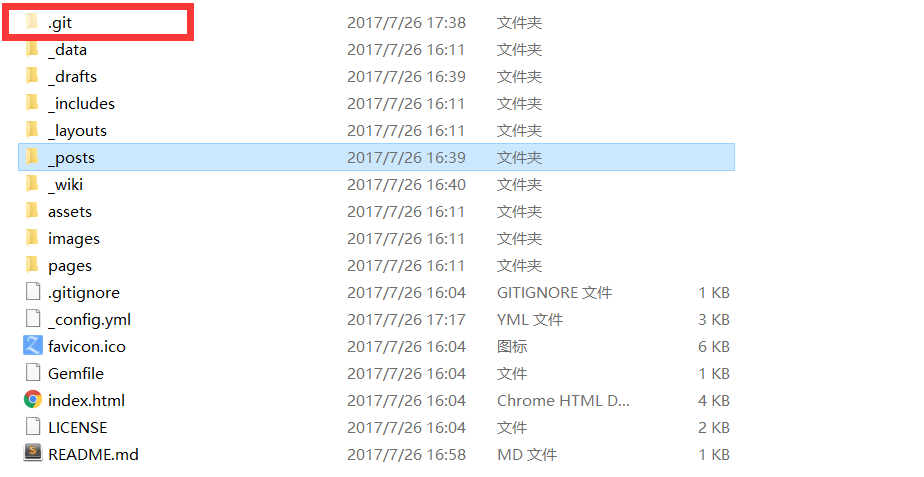 .git 2017/7/26 17:38 文件夹
_data 2017/7/26 16:11 文件夹
_drafts 2017/7/26 16:39 文件夹
_includes 2017/7/26 16:11 文件夹
_layouts 2017/7/26 16:11 文件夹
_posts 2017/7/26 16:39 文件夹
_wiki 2017/7/26 16:40 文件夹
assets 2017/7/26 16:11 文件夹
images 2017/7/26 16:11 文件夹
pages 2017/7/26 16:11 文件夹
.gitignore 2017/7/26 16:04 GITIGNORE 文件 1 KB
_config.yml 2017/7/26 17:17 YML 文件 3 KB
favicon.ico 2017/7/26 16:04 图标 6 KB
Gemfile 2017/7/26 16:04 文件 1 KB
index.html 2017/7/26 16:04 Chrome HTML D... 4 KB
LICENSE 2017/7/26 16:04 文件 2 KB
README.md 2017/7/26 16:58 MD 文件 1 KB